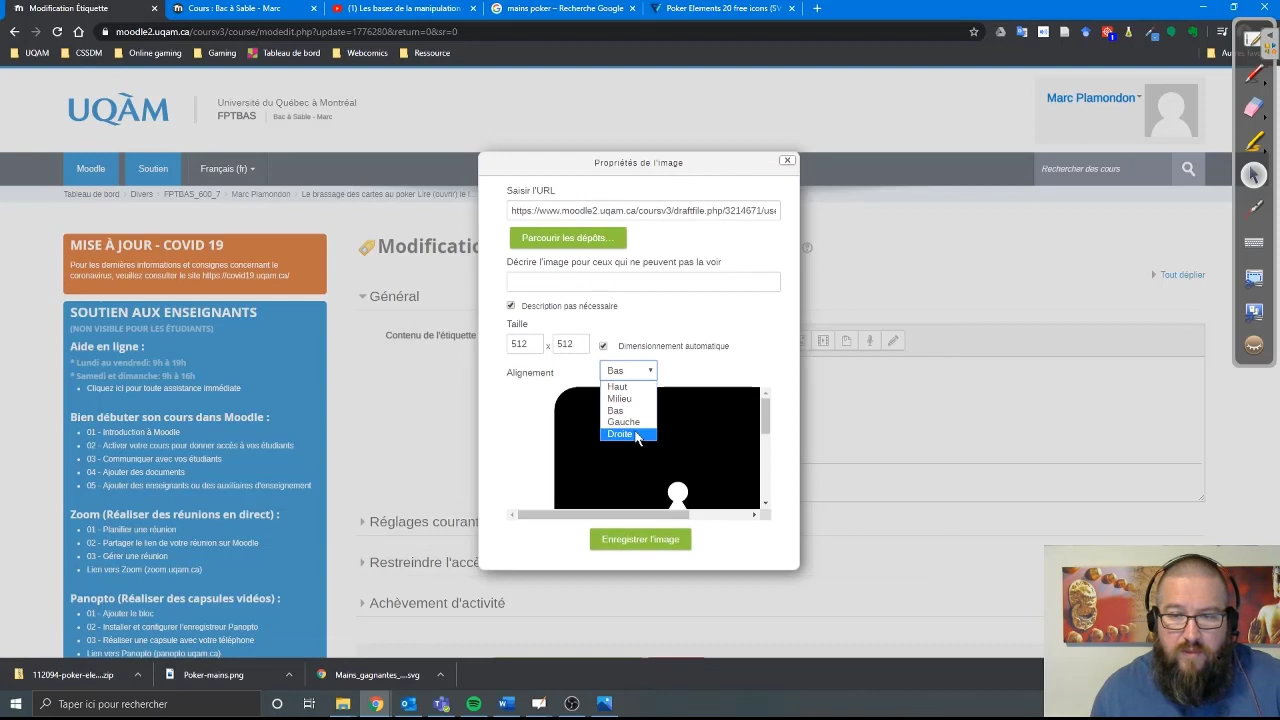 Modification Étiquette
Cours : Bac à Sable - Marc
(1) Les bases de la manipulation
mains poker – Recherche Google
Poker Elements 20 free icons (SV
moodle2.uqam.ca/coursv3/course/modedit.php?update=1776280&return=0&sr=0
UQAM
CSSDM
Online gaming
Gaming
Tableau de bord
Webcomics
Ressource
Autres favo
UQÀM
Université du Québec à Montréal
FPTBAS
Bac à Sable - Marc
Marc Plamondon
Moodle
Soutien
Français (fr)
Rechercher des cours
Tableau de bord
Divers
FPTBAS_600_7
Marc Plamondon
Le brassage des cartes au poker Lire (ouvrir) le i...
MISE À JOUR - COVID 19
Pour les dernières informations et consignes concernant le
coronavirus, veuillez consulter le site https://covid19.uqam.ca/
SOUTIEN AUX ENSEIGNANTS
(NON VISIBLE POUR LES ÉTUDIANTS)
Aide en ligne :
* Lundi au vendredi: 9h à 19h
* Samedi et dimanche: 9h à 16h
Cliquez ici pour toute assistance immédiate
Bien débuter son cours dans Moodle :
01 - Introduction à Moodle
02 - Activer votre cours pour donner accès à vos étudiants
03 - Communiquer avec vos étudiants
04 - Ajouter des documents
05 - Ajouter des enseignants ou des auxiliaires d'enseignement
Zoom (Réaliser des réunions en direct) :
01 - Planifier une réunion
02 - Partager le lien de votre réunion sur Moodle
03 - Gérer une réunion
Lien vers Zoom (zoom.uqam.ca)
Panopto (Réaliser des capsules vidéos) :
01 - Ajouter le bloc
02 - Installer et configurer l'enregistreur Panopto
03 - Réaliser une capsule avec votre téléphone
Lien vers Panopto (panopto.uqam.ca)
Modificatio
Tout déplier
Général
Contenu de l'étiquette
Réglages courant
Restreindre l'accè
Achèvement d'activité
Propriétés de l'image
Saisir l'URL
https://www.moodle2.uqam.ca/coursv3/draftfile.php/3214671/use
Parcourir les dépôts...
Décrire l'image pour ceux qui ne peuvent pas la voir
Description pas nécessaire
Taille
512 x 512
Dimensionnement automatique
Alignement
Bas
Haut
Milieu
Bas
Gauche
Droite
Enregistrer l'image
112094-poker-ele....zip
Poker-mains.png
Mains_gagnantes_....svg
Taper ici pour rechercher